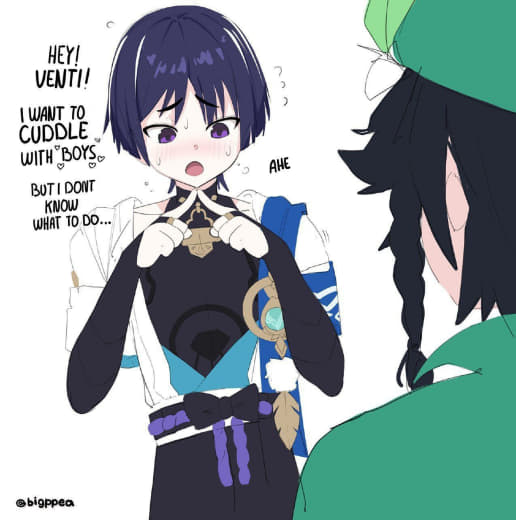 HEY!
VENTI!
I WANT TO
CUDDLE
WITH BOYS
BUT I DONT
KNOW
WHAT TO DO...
AHE
@bigppea